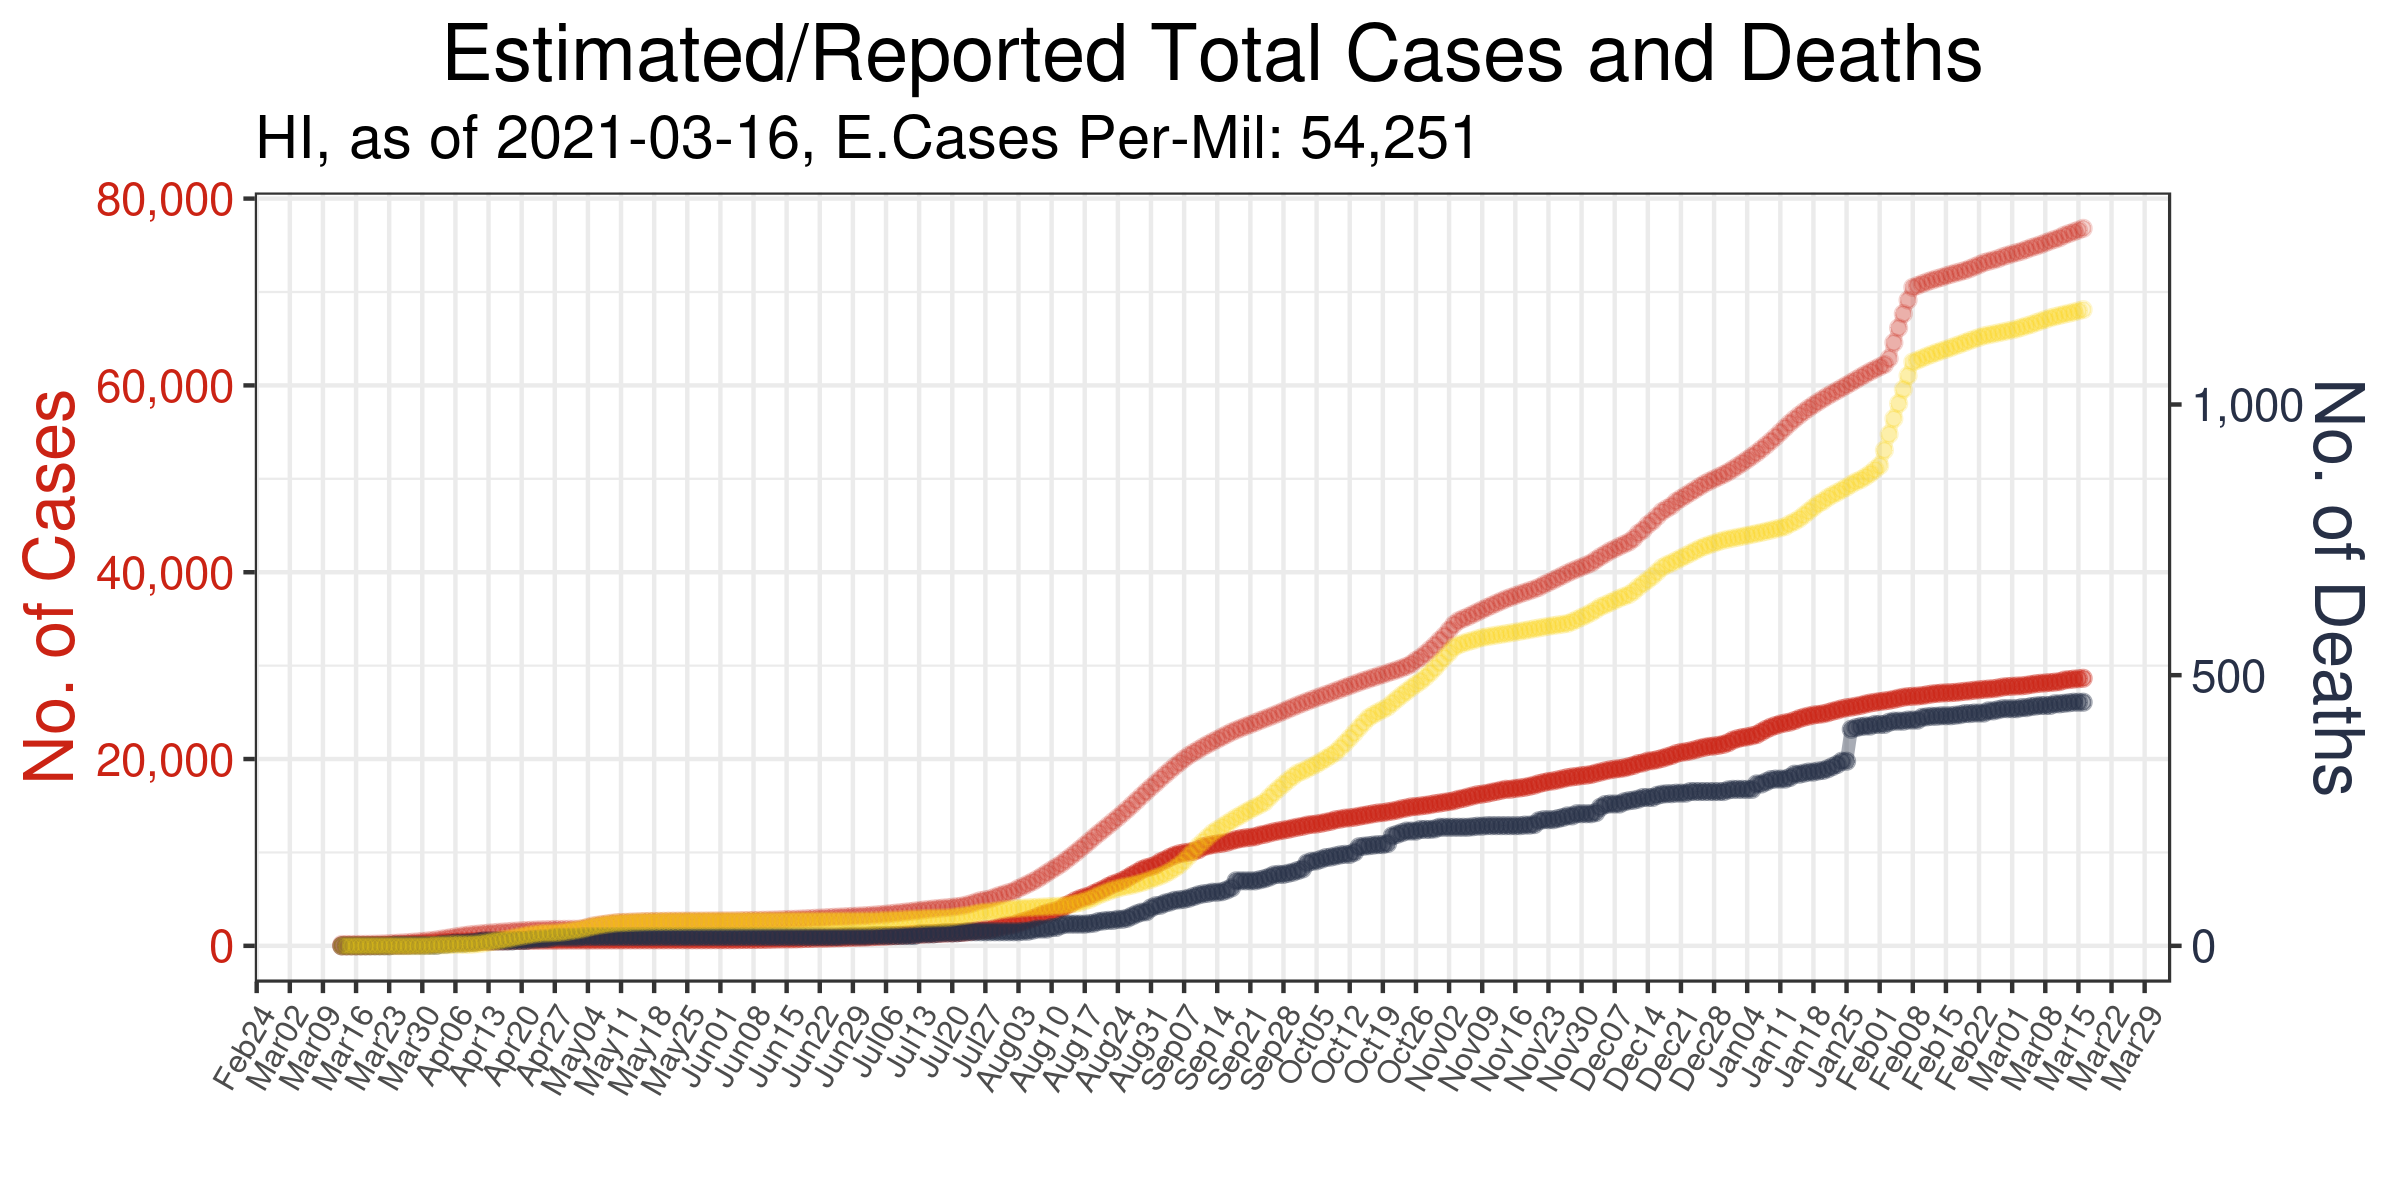 Estimated/Reported Total Cases and Deaths
HI, as of 2021-03-16, E.Cases Per-Mil: 54,251
No. of Cases
80,000
60,000
40,000
20,000
0
1,000
500
0
No. of Deaths
Feb24
Mar02
Mar09
Mar16
Mar23
Mar30
Apr06
Apr13
Apr20
Apr27
May04
May11
May18
May25
Jun01
Jun08
Jun15
Jun22
Jun29
Jul06
Jul13
Jul20
Jul27
Aug03
Aug10
Aug17
Aug24
Aug31
Sep07
Sep14
Sep21
Sep28
Oct05
Oct12
Oct19
Oct26
Nov02
Nov09
Nov16
Nov23
Nov30
Dec07
Dec14
Dec21
Dec28
Jan04
Jan11
Jan18
Jan25
Feb01
Feb08
Feb15
Feb22
Mar01
Mar08
Mar15
Mar22
Mar29